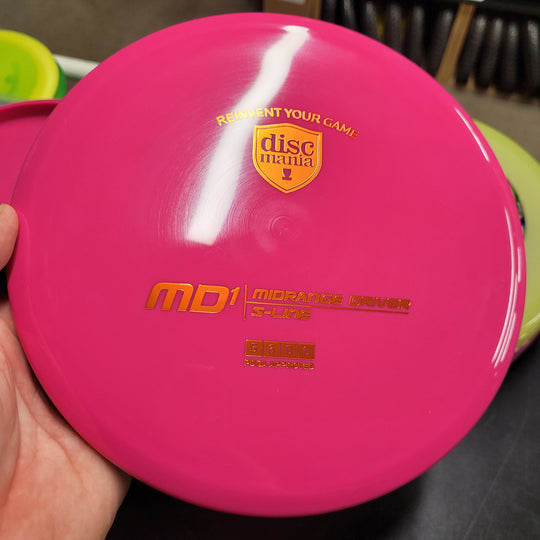 REINVENT YOUR GAME
disc
mania
MD1 MIDRANGE DRIVER
S-LINE
PDGA APPROVED